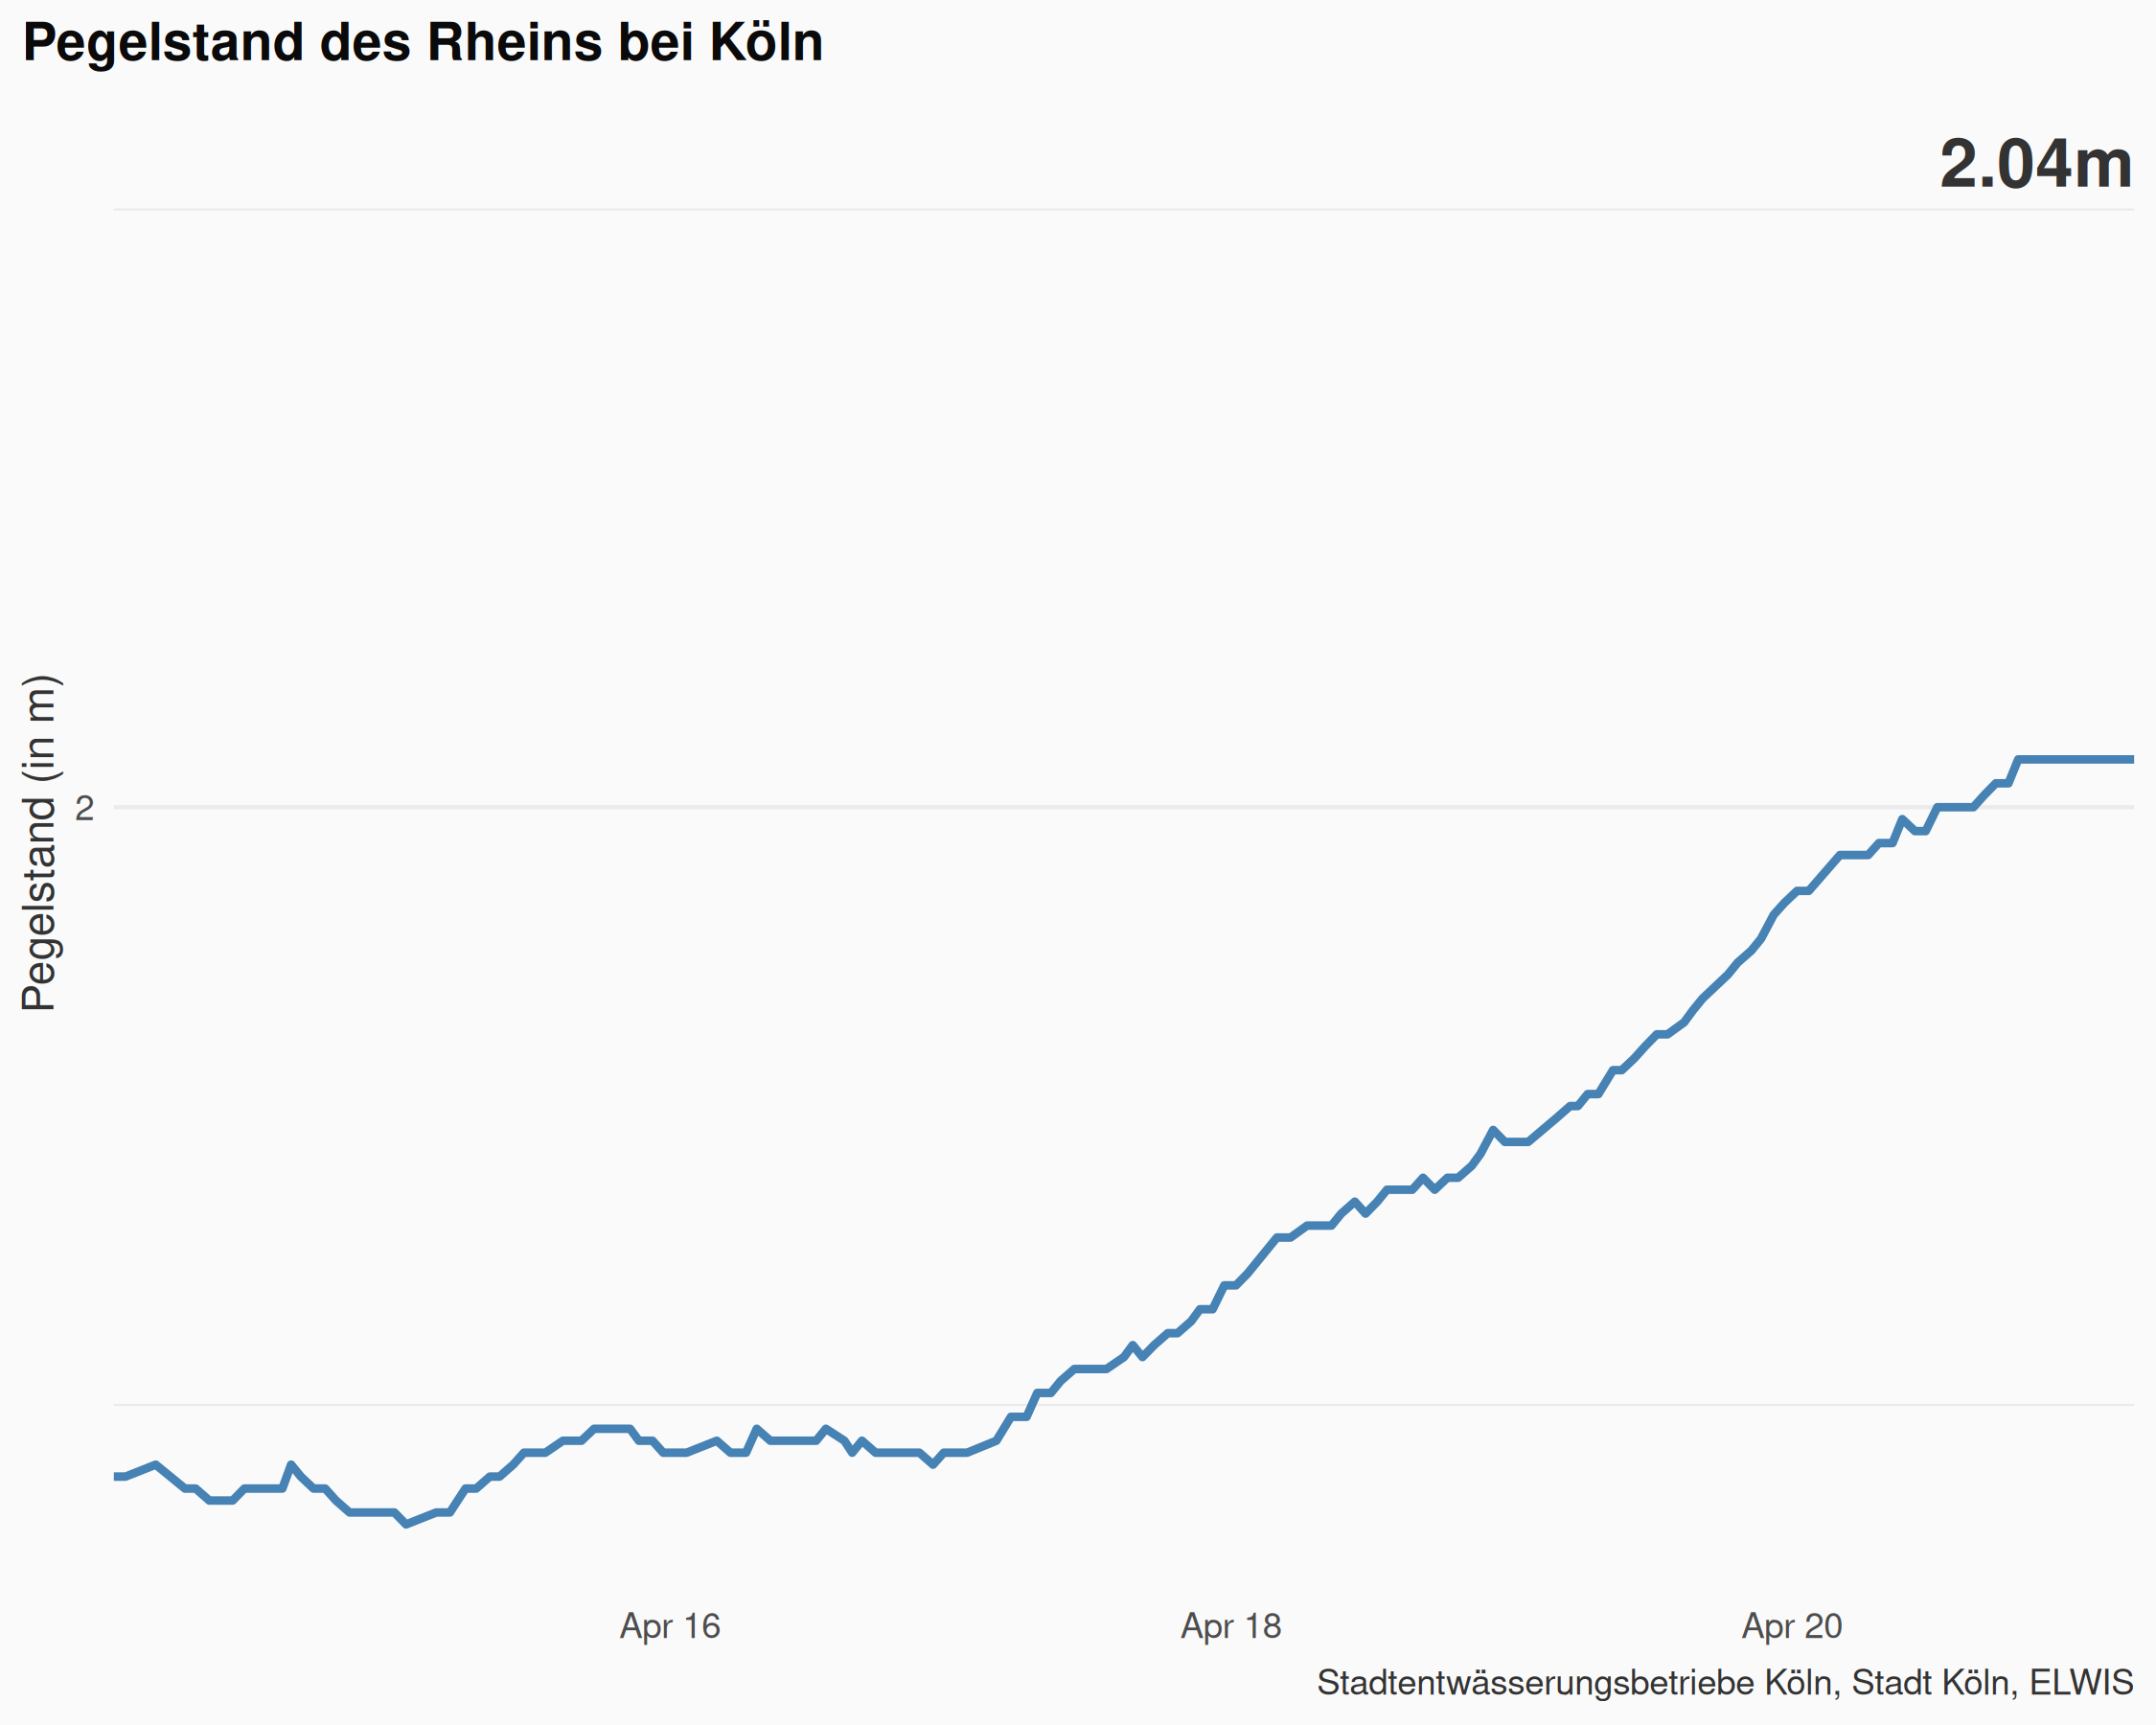 Pegelstand des Rheins bei Köln
2.04m
Pegelstand (in m)
2
Apr 16
Apr 18
Apr 20
Stadtentwässerungsbetriebe Köln, Stadt Köln, ELWIS